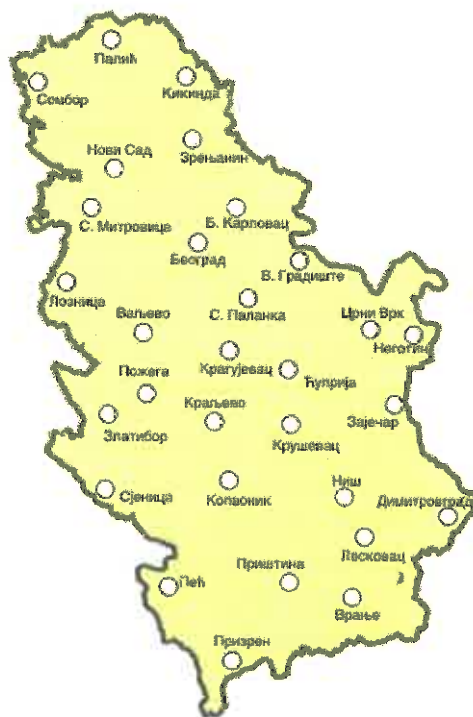 Палић
Сомбор
Кикинда
Зрењанин
Нови Сад
С. Митровица
Б. Карловац
Београд
В. Градиште
Лозница
Ваљево
С. Паланка
Црни Врх
Неготин
Пожега
Крагујевац
Ћуприја
Краљево
Златибор
Крушевац
Зајечар
Сјеница
Копаоник
Ниш
Димитровград
Лесковац
Приштина
Пећ
Врање
Призрен